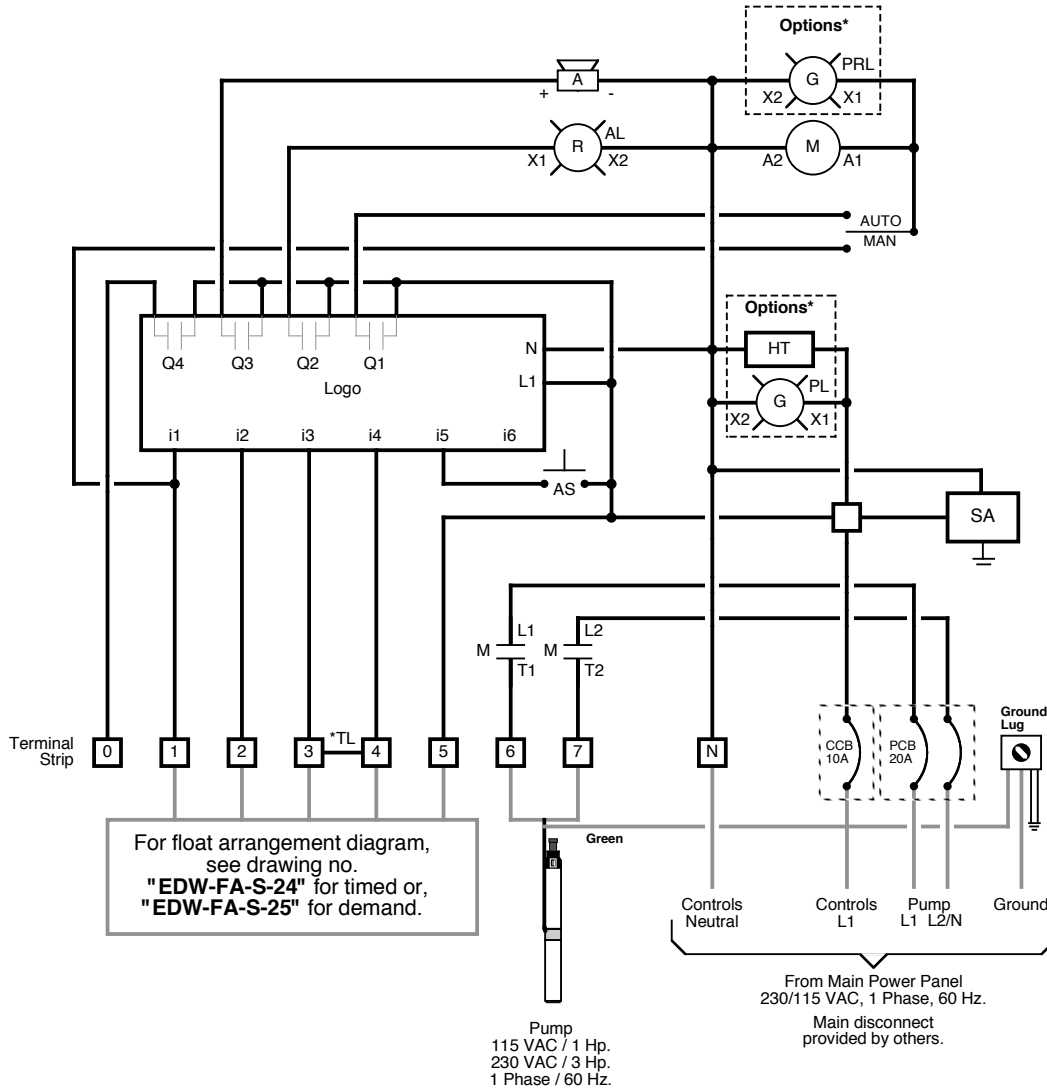 Options*
A
+ -
G
PRL
X2 X1
R
AL
X1 X2
M
A2 A1
AUTO
MAN
Options*
HT
G
PL
X2 X1
Q4 Q3 Q2 Q1
N
L1
Logo
i1 i2 i3 i4 i5 i6
AS
SA
L1 L2
M M
T1 T2
Terminal
Strip
0 1 2 3 *TL 4 5 6 7 N
CCB
10A
PCB
20A
Ground
Lug
Green
For float arrangement diagram,
see drawing no.
"EDW-FA-S-24" for timed or,
"EDW-FA-S-25" for demand.
Controls
Neutral
Controls
L1
Pump
L1 L2/N
Ground
From Main Power Panel
230/115 VAC, 1 Phase, 60 Hz.
Main disconnect
provided by others.
Pump
115 VAC / 1 Hp.
230 VAC / 3 Hp.
1 Phase / 60 Hz.